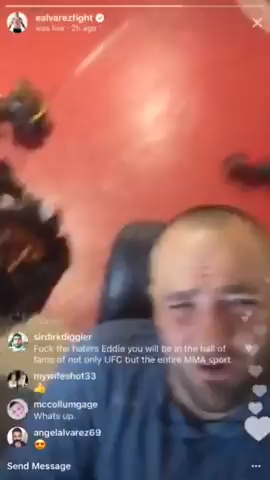 ealvarezfight
was live • 2h ago
sirdirkdiggler
Fuck the haters Eddie you will be in the hall of
fame of not only UFC but the entire MMA sport
mywifeshot33
👍
mccollumgage
Whats up.
angelalvarez69
😍
Send Message